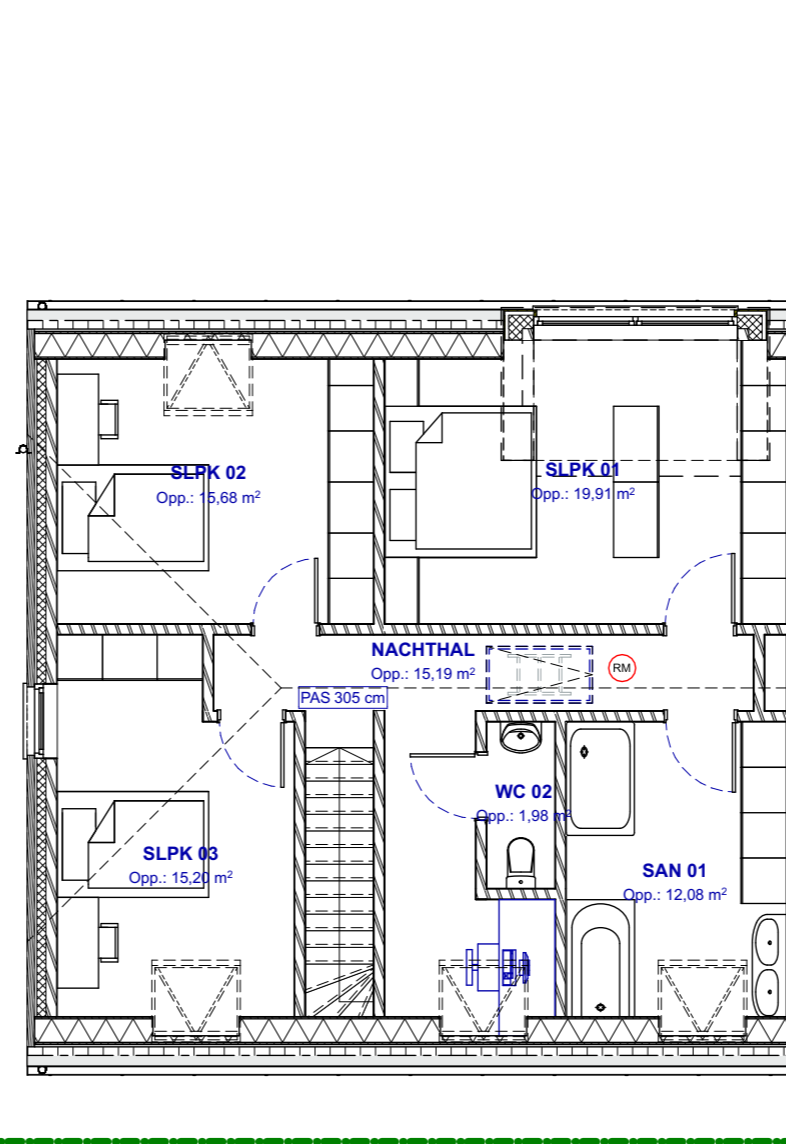 SLPK 02
Opp.: 15,68 m²
SLPK 01
Opp.: 19,91 m²
NACHTHAL
Opp.: 15,19 m²
RM
PAS 305 cm
WC 02
Opp.: 1,98 m²
SLPK 03
Opp.: 15,20 m²
SAN 01
Opp.: 12,08 m²